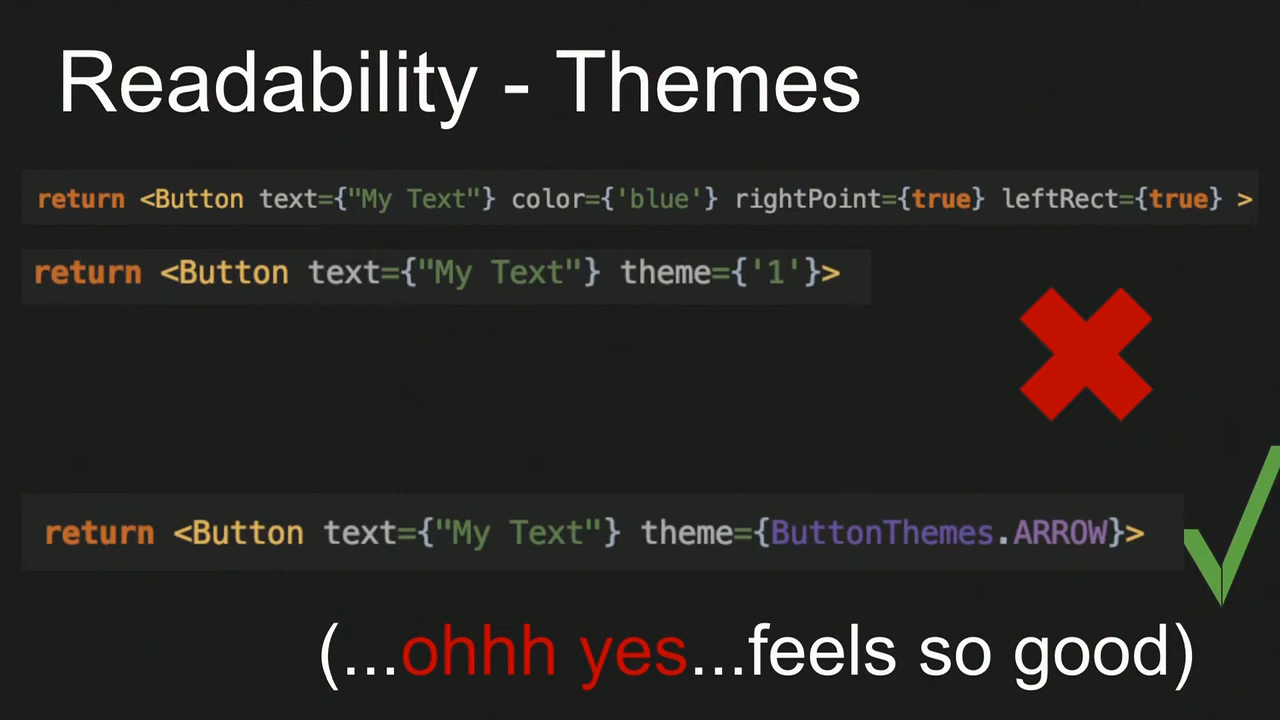 Readability - Themes
return <Button text={"My Text"} color={'blue'} rightPoint={true} leftRect={true} >
return <Button text={"My Text"} theme={'1'}>
return <Button text={"My Text"} theme={ButtonThemes.ARROW}>
(...ohhh yes...feels so good)